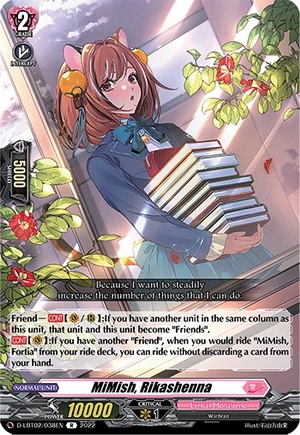 2
GRADE
INTERCEPT
5000
SHIELD
Because I want to steadily
increase the number of things that I can do.
Friend— CONT【 / 】:If you have another unit in the same column as
this unit, that unit and this unit become "Friends".
CONT【 】:If you have another "Friend", when you would ride "MiMish,
Fortia" from your ride deck, you can ride without discarding a card from
your hand.
NORMAL UNIT
MiMish, Rikashenna
Lyrical Monasterio
POWER 10000
CRITICAL 1
Warbeast
D-LBT02/038EN R 2022